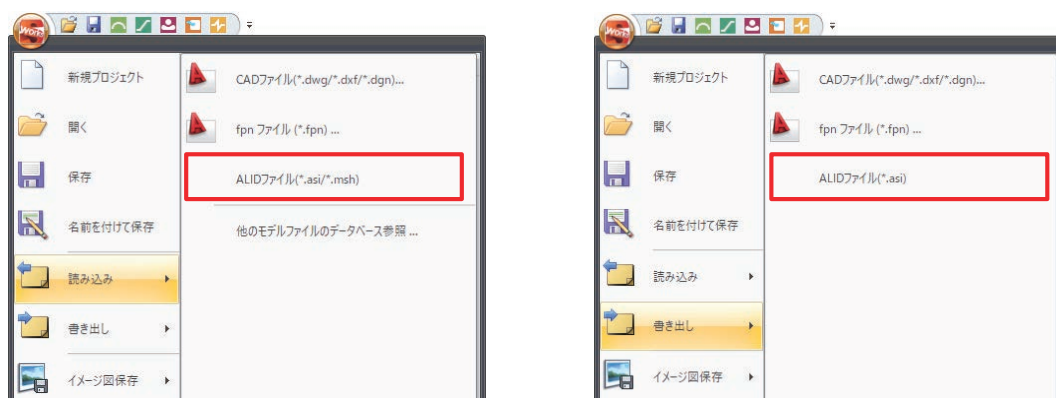 Works
新規プロジェクト
開く
保存
名前を付けて保存
読み込み
書き出し
イメージ図保存
CADファイル(*.dwg/*.dxf/*.dgn)...
fpn ファイル (*.fpn) ...
ALIDファイル(*.asi/*.msh)
他のモデルファイルのデータベース参照 ...
Works
新規プロジェクト
開く
保存
名前を付けて保存
読み込み
書き出し
イメージ図保存
CADファイル(*.dwg/*.dxf/*.dgn)...
fpn ファイル (*.fpn) ...
ALIDファイル(*.asi)